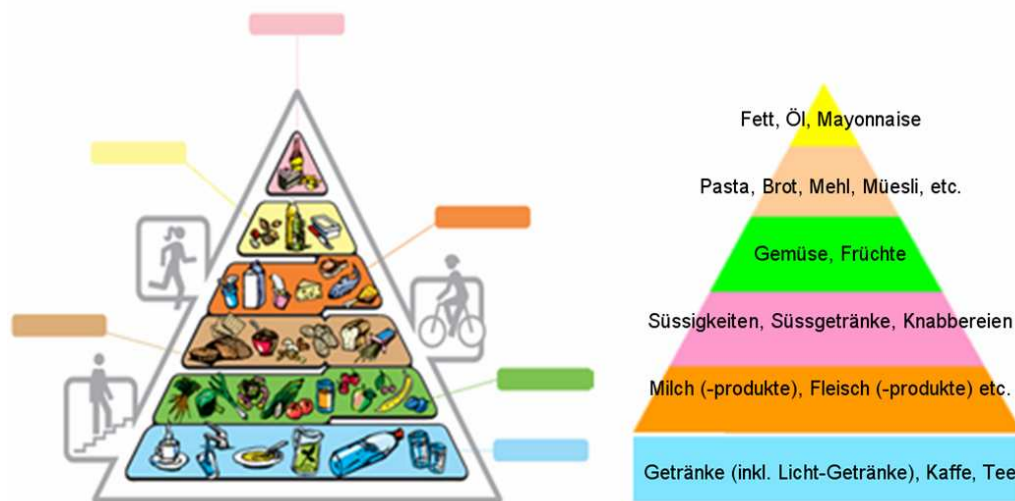 Fett, Öl, Mayonnaise
Pasta, Brot, Mehl, Müesli, etc.
Gemüse, Früchte
Süssigkeiten, Süssgetränke, Knabbereien
Milch (-produkte), Fleisch (-produkte) etc.
Getränke (inkl. Licht-Getränke), Kaffe, Tee